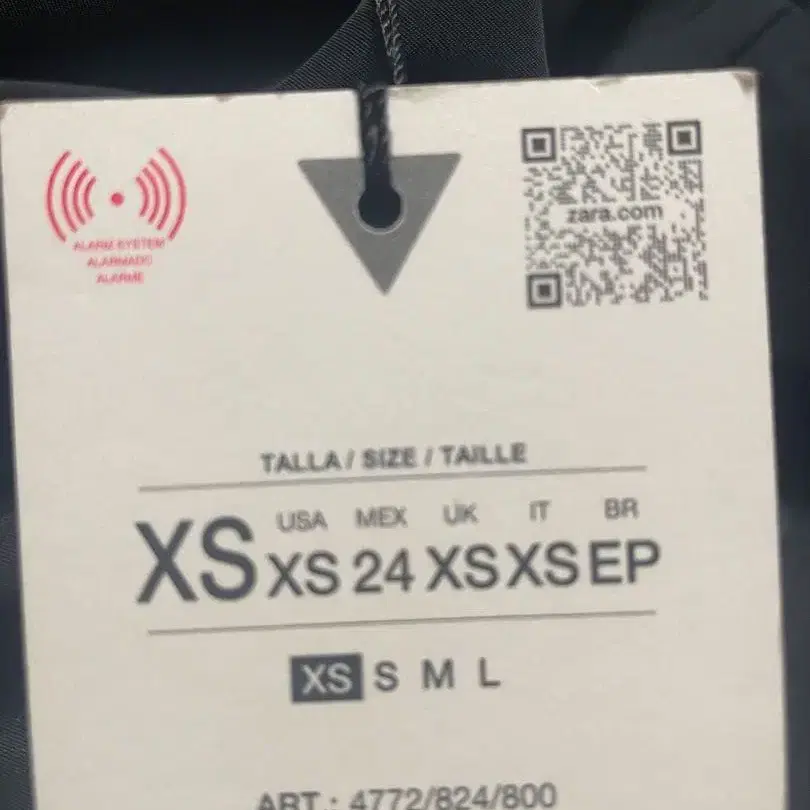 ALARM SYSTEM
ALARMADO
ALARME
zara.com
TALLA / SIZE / TAILLE
USA MEX UK IT BR
XS XS 24 XS XS EP
XS S M L
ART.: 4772/824/800